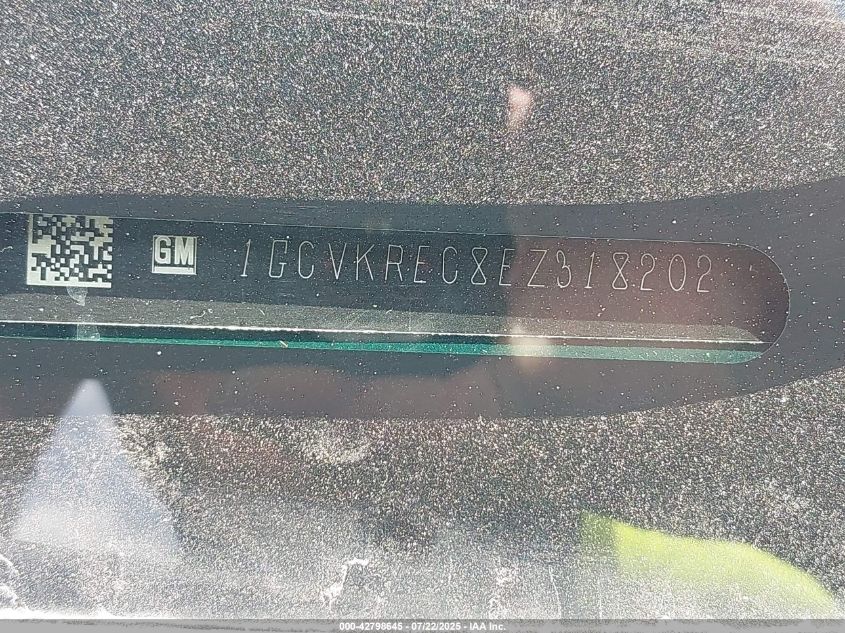 GM 1GCVKREC8EZ318202
000-42798645 - 07/22/2025 - IAA Inc.